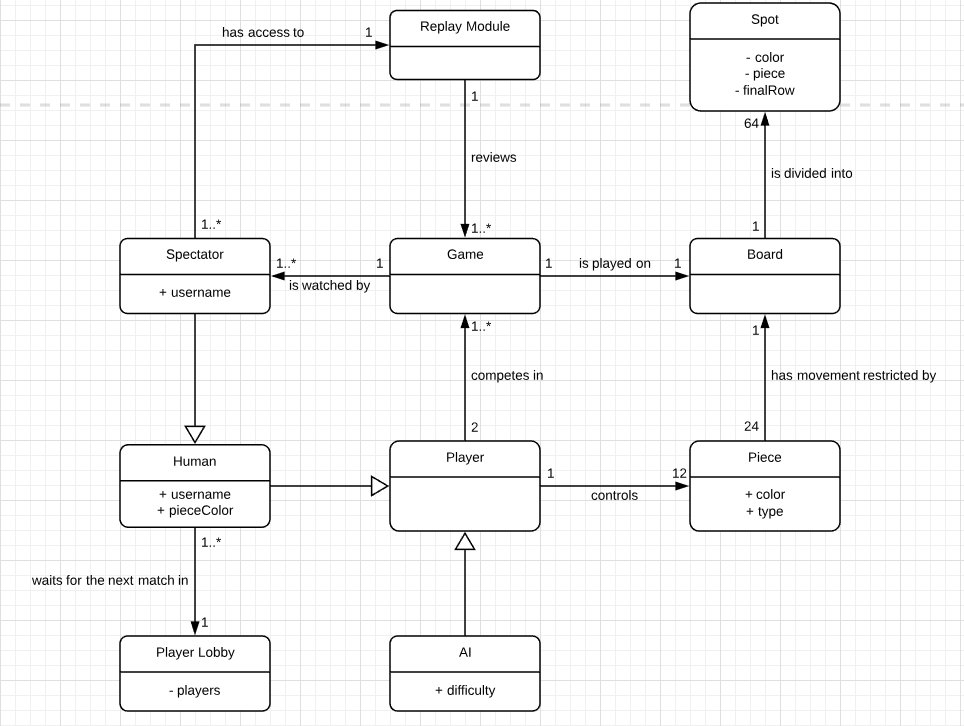 has access to
1
Replay Module
Spot
- color
- piece
- finalRow
1
64
reviews
is divided into
1..*
1..*
1
Spectator
+ username
1..*
is watched by
1
Game
1
is played on
1
Board
1..*
1
competes in
has movement restricted by
2
24
Human
+ username
+ pieceColor
Player
1
controls
12
Piece
+ color
+ type
1..*
waits for the next match in
1
Player Lobby
- players
AI
+ difficulty